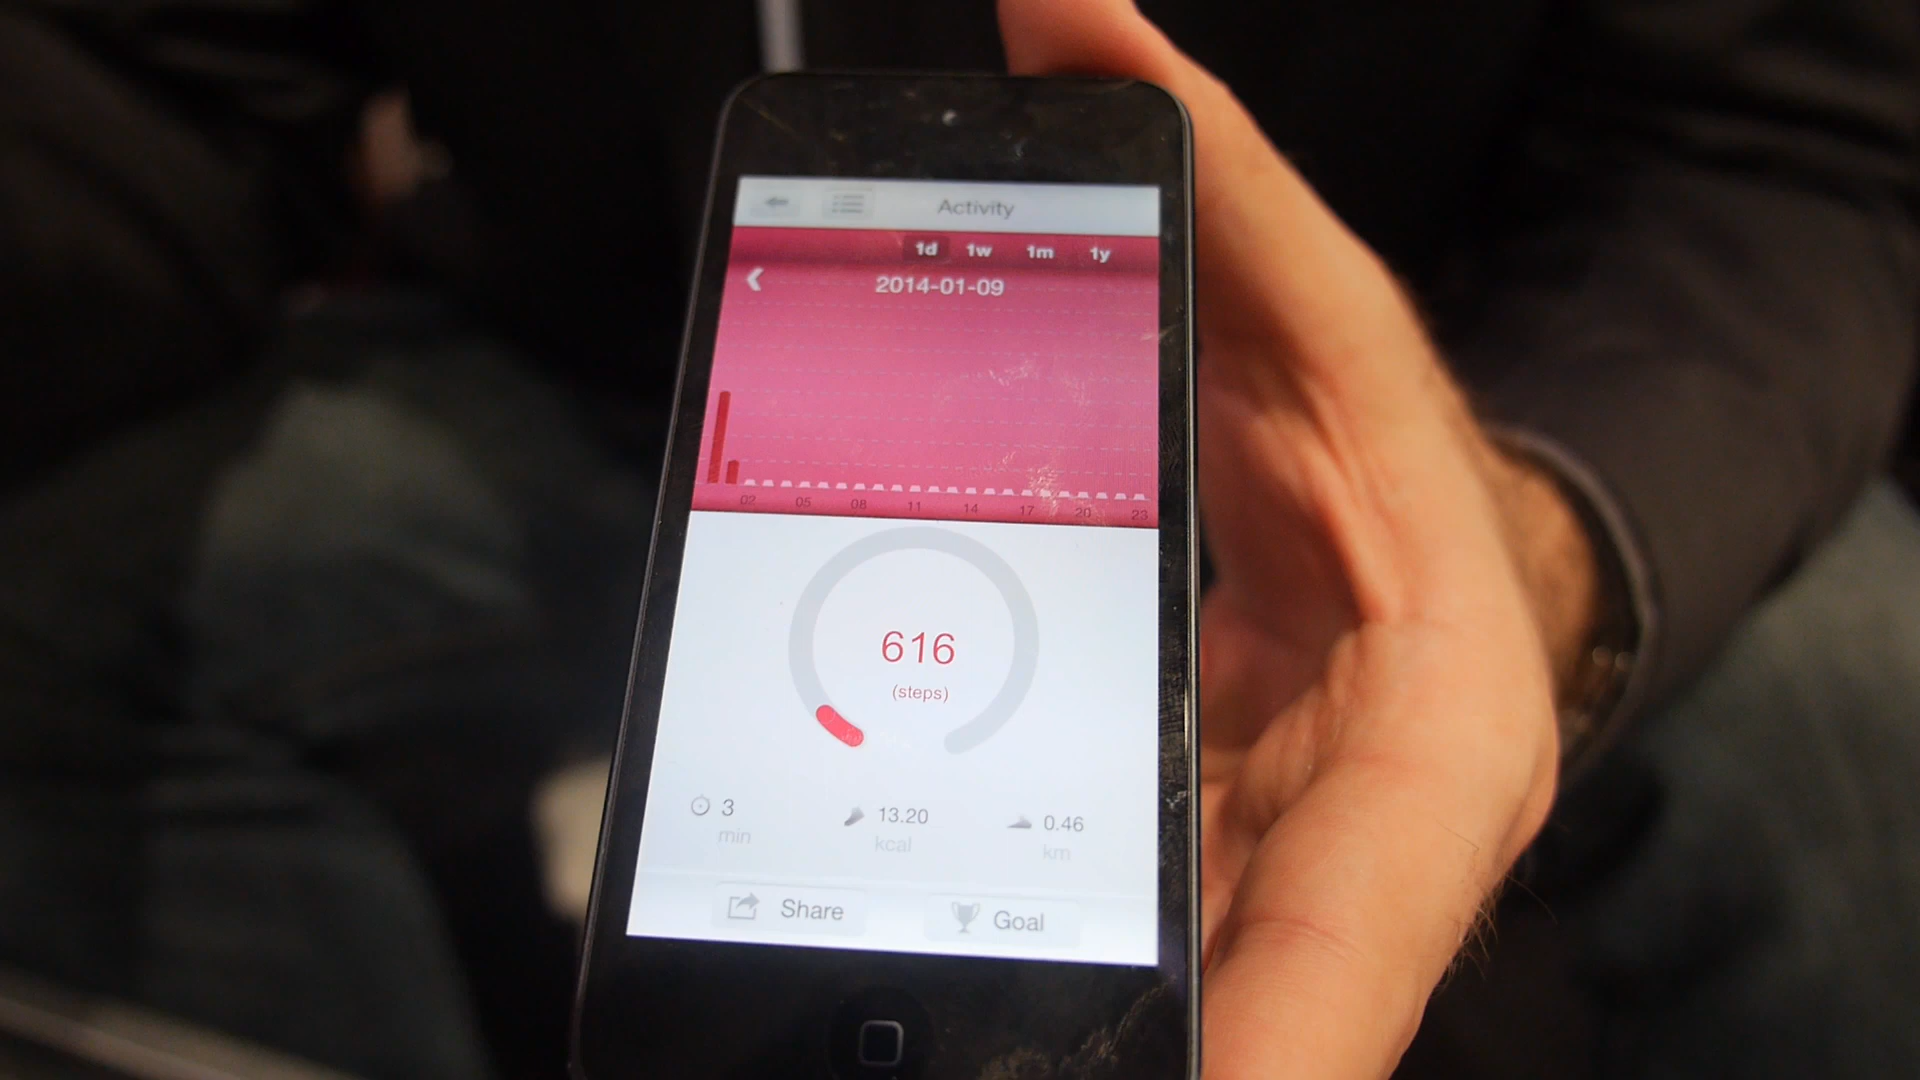 Activity
1d 1w 1m 1y
2014-01-09
02 05 08 11 14 17 20 23
616
(steps)
3 13.20 0.46
min kcal km
Share Goal